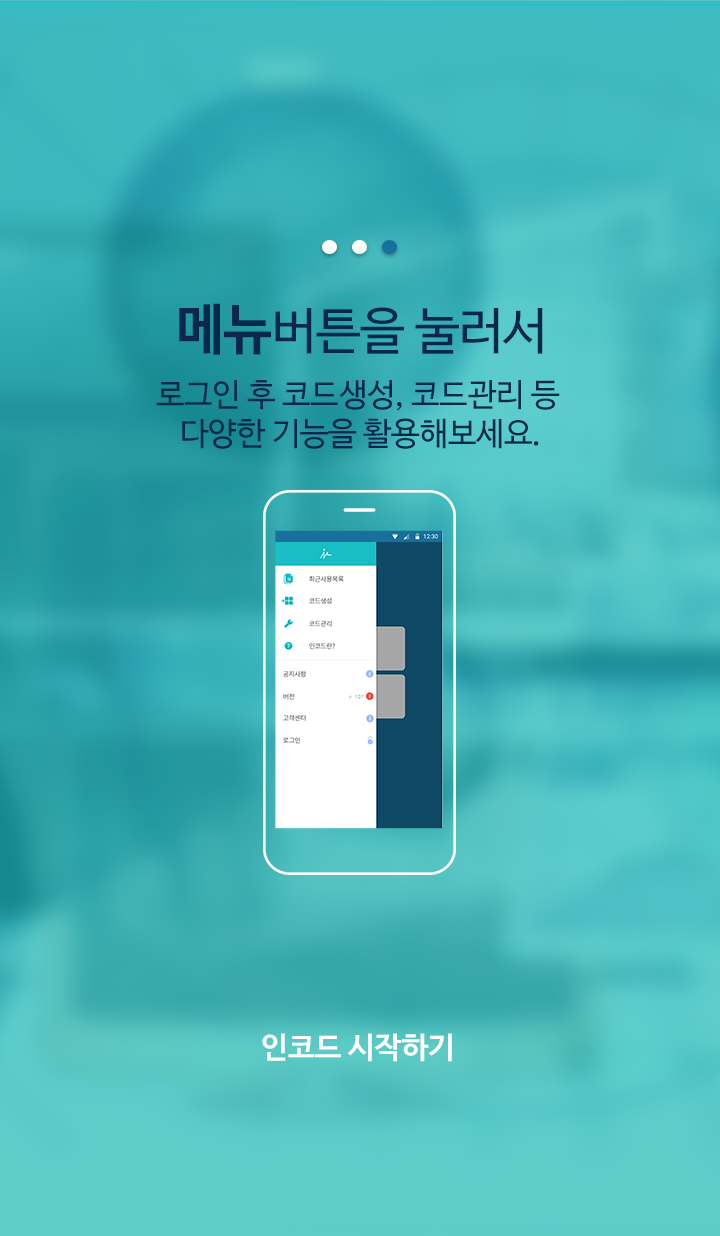 메뉴버튼을 눌러서
로그인 후 코드생성, 코드관리 등
다양한 기능을 활용해보세요.
12:30
최근사용목록
코드생성
코드관리
인코드란?
공지사항
버전
고객센터
로그인
인코드 시작하기